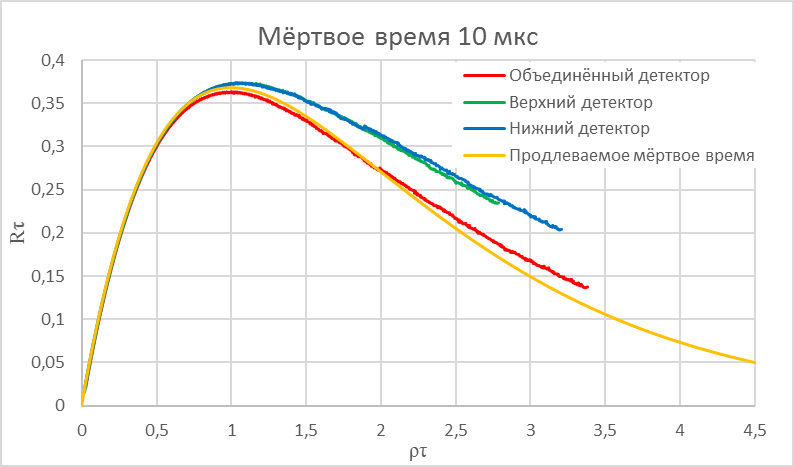 Мёртвое время 10 мкс
Объединённый детектор
Верхний детектор
Нижний детектор
Продлеваемое мёртвое время
Rτ
0,4
0,35
0,3
0,25
0,2
0,15
0,1
0,05
0
0 0,5 1 1,5 2 2,5 3 3,5 4 4,5
ρτ